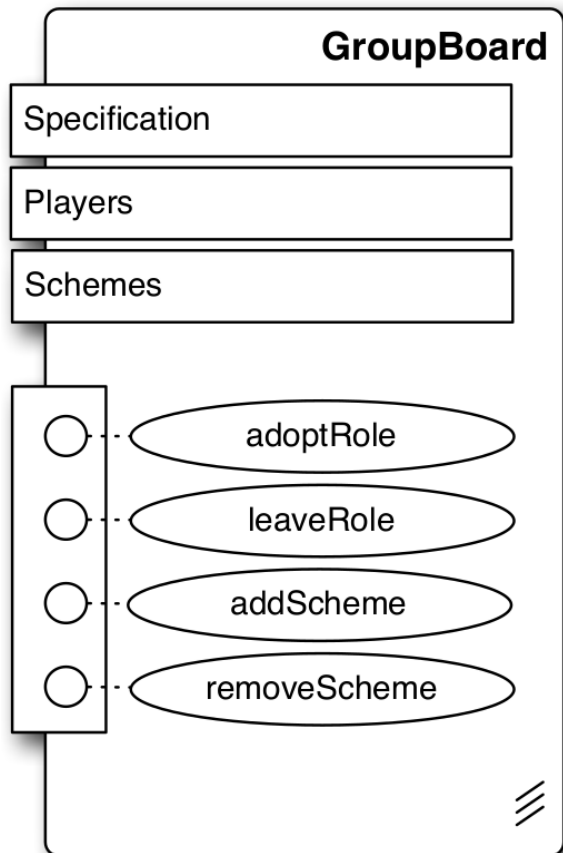 GroupBoard
Specification
Players
Schemes
adoptRole
leaveRole
addScheme
removeScheme